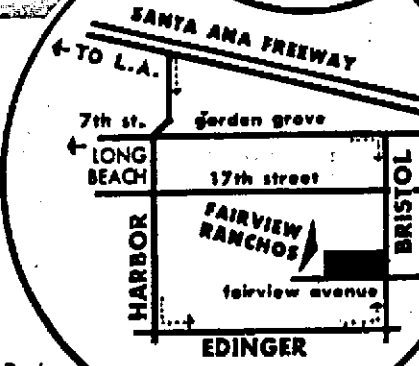 SANTA ANA FREEWAY
← TO L.A.
7th st.
garden grove
← LONG
BEACH
17th street
FAIRVIEW
RANCHOS
HARBOR
BRISTOL
fairview avenue
EDINGER